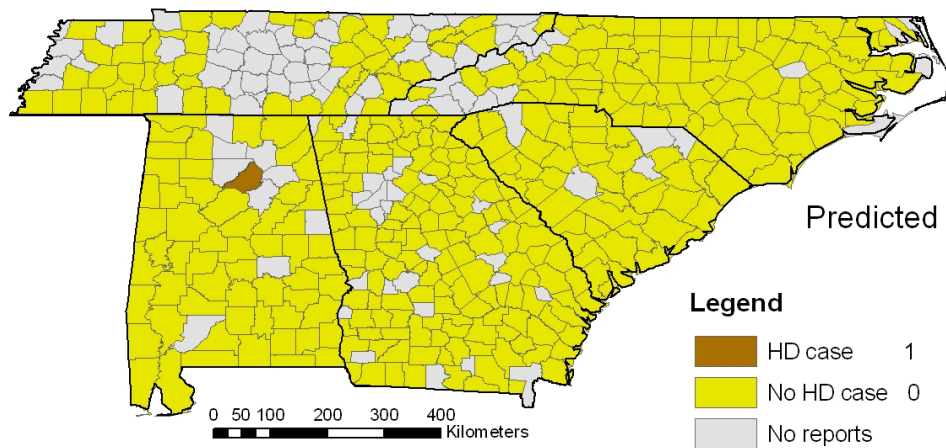 Predicted
Legend
HD case 1
No HD case 0
No reports
0 50 100 200 300 400
Kilometers